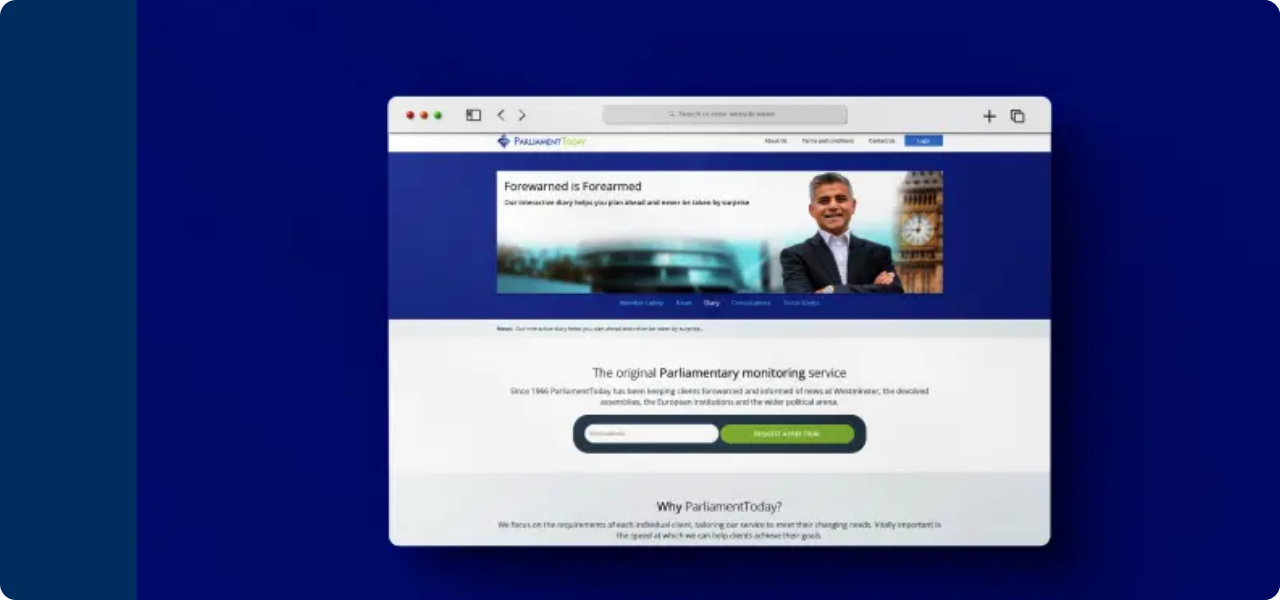 Search or enter website name
PARLIAMENTTODAY
About Us Terms and conditions Contact Us Login
Forewarned is Forearmed
Our interactive diary helps you plan ahead and never be taken by surprise
Member Lobby News Diary Consultations Social Media
News: Our interactive diary helps you plan ahead and never be taken by surprise...
The original Parliamentary monitoring service
Since 1966 ParliamentToday has been keeping clients forewarned and informed of news at Westminster, the devolved
assemblies, the European Institutions and the wider political arena.
Email address REQUEST A FREE TRIAL
Why ParliamentToday?
We focus on the requirements of each individual client, tailoring our service to meet their changing needs. Vitally important is
the speed at which we can help clients achieve their goals.